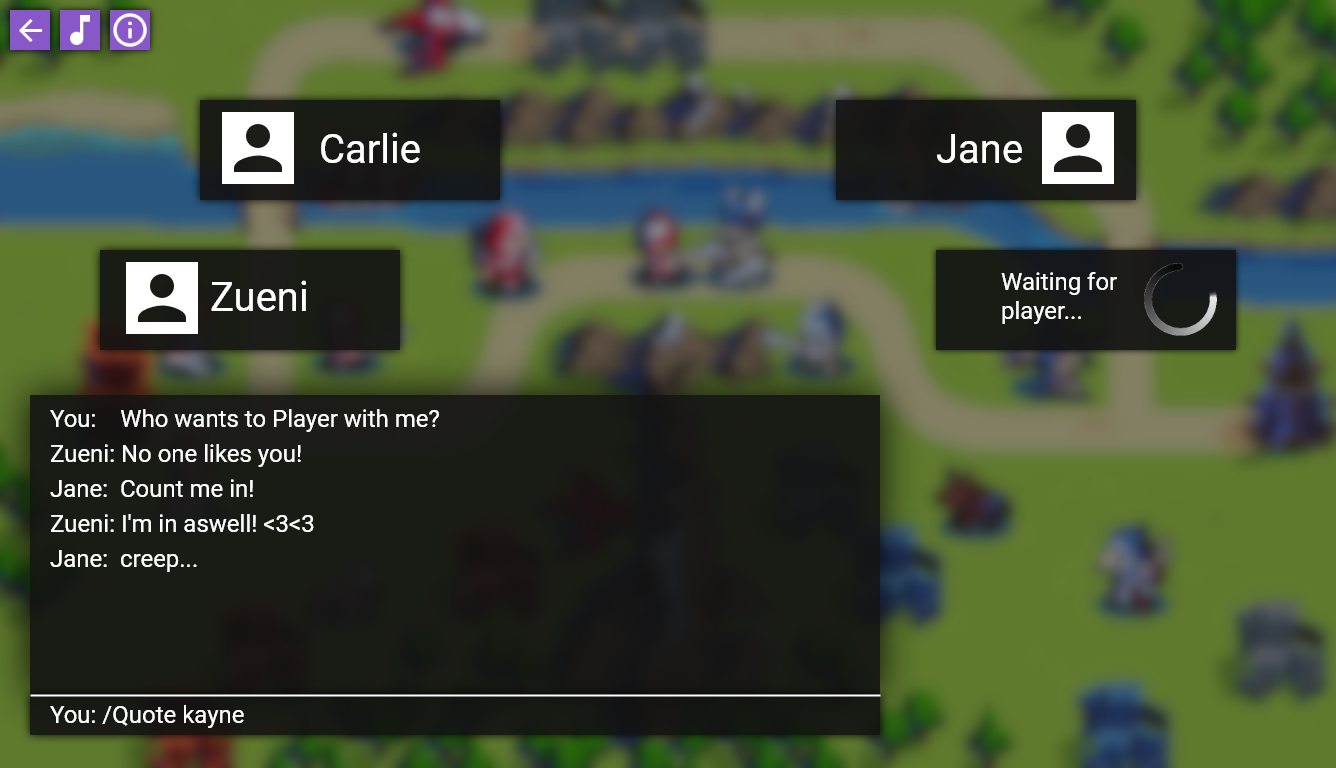 Carlie
Jane
Zueni
Waiting for
player...
You: Who wants to Player with me?
Zueni: No one likes you!
Jane: Count me in!
Zueni: I'm in aswell! <3<3
Jane: creep...
You: /Quote kayne